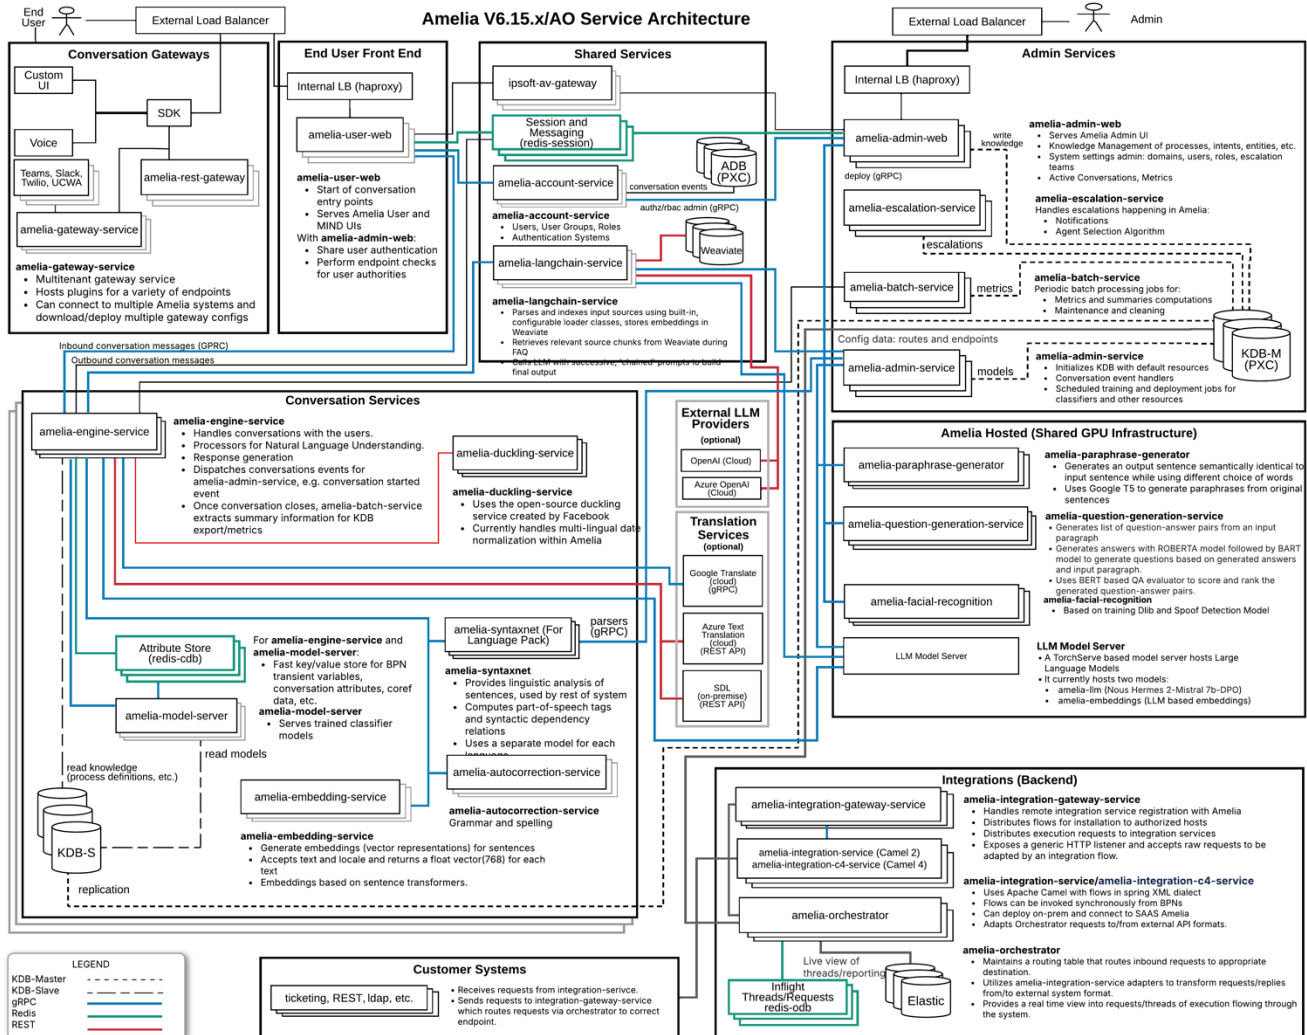 Amelia V6.15.x/AO Service Architecture
End
User
External Load Balancer
External Load Balancer
Admin
Conversation Gateways
Custom
UI
SDK
Voice
Teams, Slack,
Twilio, UCWA
amelia-rest-gateway
amelia-gateway-service
amelia-gateway-service
• Multitenant gateway service
• Hosts plugins for a variety of endpoints
• Can connect to multiple Amelia systems and
download/deploy multiple gateway configs
End User Front End
Internal LB (haproxy)
amelia-user-web
amelia-user-web
• Start of conversation
entry points
• Serves Amelia User and
MIND UIs
With amelia-admin-web:
• Share user authentication
• Perform endpoint checks
for user authorities
Shared Services
ipsoft-av-gateway
Session and
Messaging
(redis-session)
ADB
(PXC)
amelia-account-service
conversation events
authz/rbac admin (gRPC)
amelia-account-service
• Users, User Groups, Roles
• Authentication Systems
Weaviate
amelia-langchain-service
amelia-langchain-service
• Parses and indexes input sources using built-in,
configurable loader classes, stores embeddings in
Weaviate
• Retrieves relevant source chunks from Weaviate during
FAQ
• Calls LLM with successive, 'chained' prompts to build
final output
Admin Services
Internal LB (haproxy)
amelia-admin-web
write
knowledge
deploy (gRPC)
amelia-admin-web
• Serves Amelia Admin UI
• Knowledge Management of processes, intents, entities, etc.
• System settings admin: domains, users, roles, escalation
teams
• Active Conversations, Metrics
amelia-escalation-service
escalations
amelia-escalation-service
Handles escalations happening in Amelia:
• Notifications
• Agent Selection Algorithm
amelia-batch-service
metrics
amelia-batch-service
Periodic batch processing jobs for:
• Metrics and summaries computations
• Maintenance and cleaning
Config data: routes and endpoints
KDB-M
(PXC)
amelia-admin-service
models
amelia-admin-service
• Initializes KDB with default resources
• Conversation event handlers
• Scheduled training and deployment jobs for
classifiers and other resources
Inbound conversation messages (GPRC)
Outbound conversation messages
Conversation Services
amelia-engine-service
amelia-engine-service
• Handles conversations with the users.
• Processors for Natural Language Understanding.
• Response generation
• Dispatches conversations events for
amelia-admin-service, e.g. conversation started
event
• Once conversation closes, amelia-batch-service
extracts summary information for KDB
export/metrics
amelia-duckling-service
amelia-duckling-service
• Uses the open-source duckling
service created by Facebook
• Currently handles multi-lingual date
normalization within Amelia
Attribute Store
(redis-cdb)
For amelia-engine-service and
amelia-model-server:
• Fast key/value store for BPN
transient variables,
conversation attributes, coref
data, etc.
amelia-model-server
amelia-model-server
• Serves trained classifier
models
read models
read knowledge
(process definitions, etc.)
KDB-S
replication
amelia-syntaxnet (For
Language Pack)
parsers
(gRPC)
amelia-syntaxnet
• Provides linguistic analysis of
sentences, used by rest of system
• Computes part-of-speech tags
and syntactic dependency
relations
• Uses a separate model for each
language
amelia-autocorrection-service
amelia-autocorrection-service
Grammar and spelling
amelia-embedding-service
amelia-embedding-service
• Generate embeddings (vector representations) for sentences
• Accepts text and locale and returns a float vector(768) for each
text
• Embeddings based on sentence transformers.
External LLM
Providers
(optional)
OpenAI (Cloud)
Azure OpenAI
(Cloud)
Translation
Services
(optional)
Google Translate
(cloud)
(gRPC)
Azure Text
Translation
(cloud)
(REST API)
SDL
(on-premise)
(REST API)
Amelia Hosted (Shared GPU Infrastructure)
amelia-paraphrase-generator
amelia-paraphrase-generator
• Generates an output sentence semantically identical to
input sentence while using different choice of words
• Uses Google T5 to generate paraphrases from original
sentences
amelia-question-generation-service
amelia-question-generation-service
• Generates list of question-answer pairs from an input
paragraph
• Generates answers with ROBERTA model followed by BART
model to generate questions based on generated answers
and input paragraph.
• Uses BERT based QA evaluator to score and rank the
generated question-answer pairs.
amelia-facial-recognition
amelia-facial-recognition
• Based on training Dlib and Spoof Detection Model
LLM Model Server
LLM Model Server
• A TorchServe based model server hosts Large
Language Models
• It currently hosts two models:
• amelia-llm (Nous Hermes 2-Mistral 7b-DPO)
• amelia-embeddings (LLM based embeddings)
Integrations (Backend)
amelia-integration-gateway-service
amelia-integration-gateway-service
• Handles remote integration service registration with Amelia
• Distributes flows for installation to authorized hosts
• Distributes execution requests to integration services
• Exposes a generic HTTP listener and accepts raw requests to be
adapted by an integration flow.
amelia-integration-service (Camel 2)
amelia-integration-c4-service (Camel 4)
amelia-integration-service/amelia-integration-c4-service
• Uses Apache Camel with flows in spring XML dialect
• Flows can be invoked synchronously from BPNs
• Can deploy on-prem and connect to SAAS Amelia
• Adapts Orchestrator requests to/from external API formats.
amelia-orchestrator
amelia-orchestrator
• Maintains a routing table that routes inbound requests to appropriate
destination.
• Utilizes amelia-integration-service adapters to transform requests/replies
from/to external system format.
• Provides a real time view into requests/threads of execution flowing through
the system.
Live view of
threads/reporting
Inflight
Threads/Requests
redis-odb
Elastic
Customer Systems
ticketing, REST, ldap, etc.
• Receives requests from integration-serivce.
• Sends requests to integration-gateway-service
which routes requests via orchestrator to correct
endpoint.
LEGEND
KDB-Master
KDB-Slave
gRPC
Redis
REST